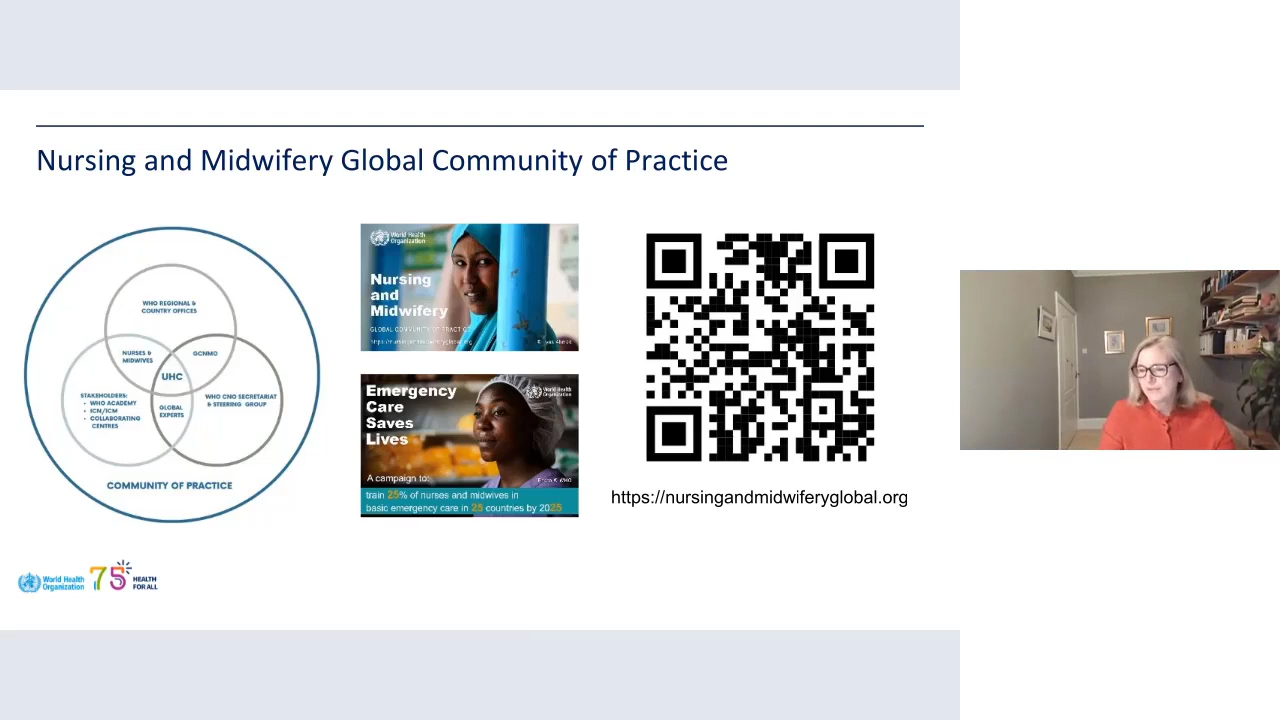 Nursing and Midwifery Global Community of Practice
WHO REGIONAL &
COUNTRY OFFICES
NURSES &
MIDWIVES
GCNMO
UHC
STAKEHOLDERS:
• WHO ACADEMY
• ICN/ICM
• COLLABORATING
CENTRES
GLOBAL
EXPERTS
WHO CNO SECRETARIAT
& STEERING GROUP
COMMUNITY OF PRACTICE
World Health
Organization
Nursing
and
Midwifery
GLOBAL COMMUNITY OF PRACTICE
World Health
Organization
Emergency
Care
Saves
Lives
A campaign to:
train 25% of nurses and midwives in
basic emergency care in 25 countries by 2025
https://nursingandmidwiferyglobal.org
World Health
Organization
75
HEALTH
FOR ALL